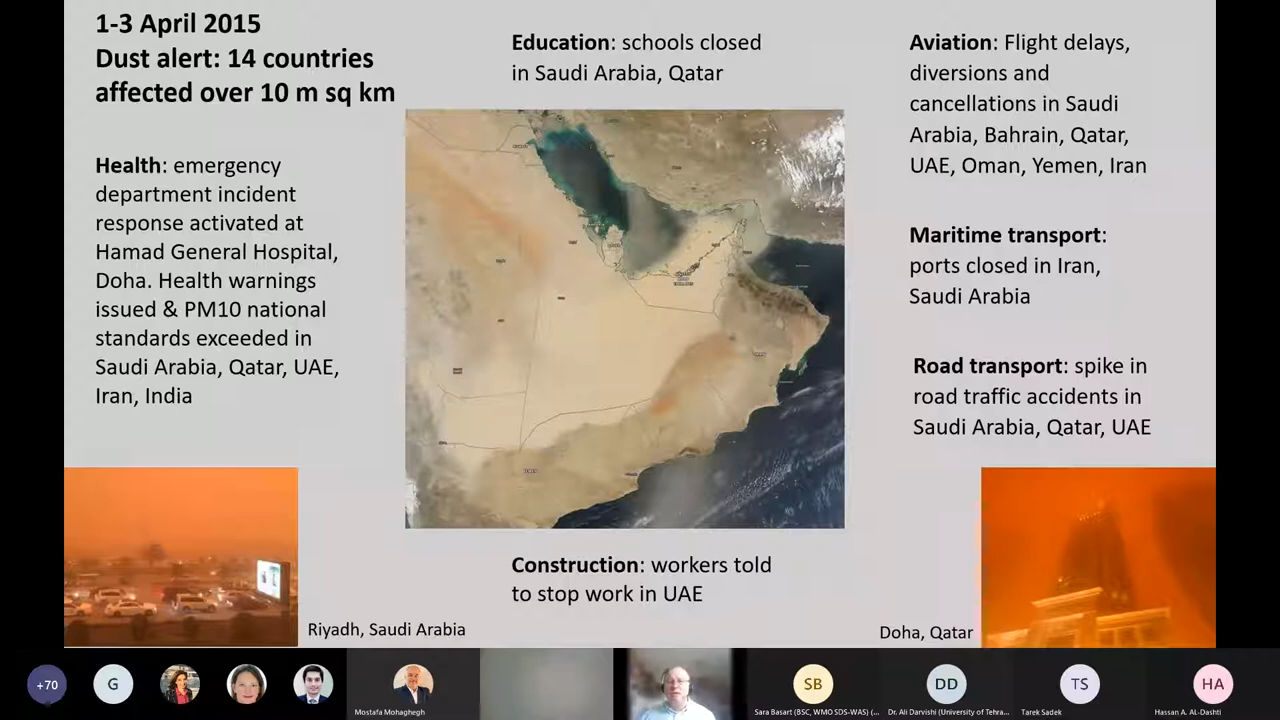 1-3 April 2015
Dust alert: 14 countries
affected over 10 m sq km
Health: emergency
department incident
response activated at
Hamad General Hospital,
Doha. Health warnings
issued & PM10 national
standards exceeded in
Saudi Arabia, Qatar, UAE,
Iran, India
Education: schools closed
in Saudi Arabia, Qatar
Aviation: Flight delays,
diversions and
cancellations in Saudi
Arabia, Bahrain, Qatar,
UAE, Oman, Yemen, Iran
Maritime transport:
ports closed in Iran,
Saudi Arabia
Road transport: spike in
road traffic accidents in
Saudi Arabia, Qatar, UAE
Construction: workers told
to stop work in UAE
Riyadh, Saudi Arabia
Doha, Qatar
+70
G
Mostafa Mohaghegh
SB
Sara Basart (BSC, WMO SDS-WAS) (...
DD
Dr. Ali Darvishi (University of Tehra...
TS
Tarek Sadek
HA
Hassan A. AL-Dashti